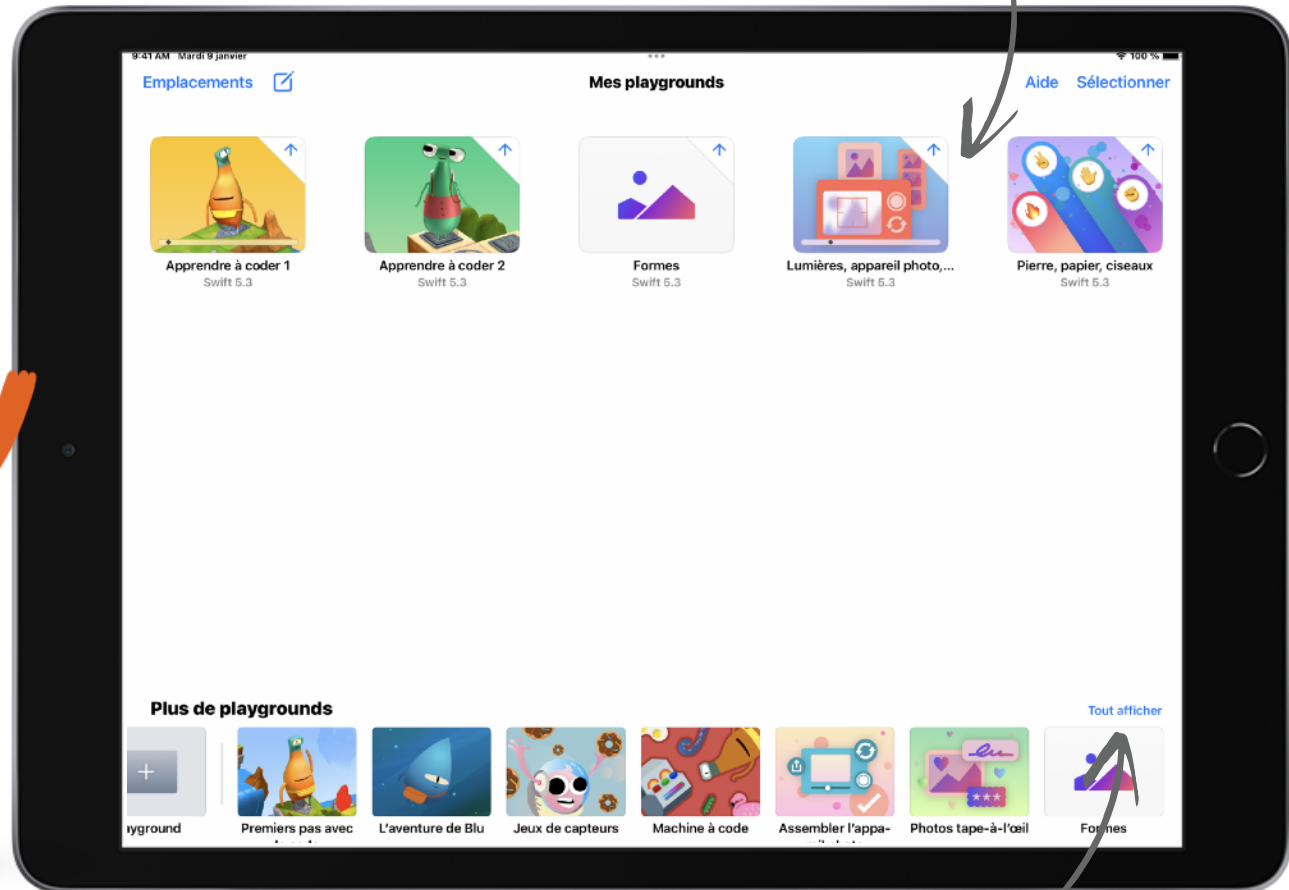 9:41 AM Mardi 9 janvier
100 %
Emplacements
Mes playgrounds
Aide Sélectionner
Apprendre à coder 1
Swift 5.3
Apprendre à coder 2
Swift 5.3
Formes
Swift 5.3
Lumières, appareil photo,...
Swift 5.3
Pierre, papier, ciseaux
Swift 5.3
Plus de playgrounds
Tout afficher
yground
Premiers pas avec
L'aventure de Blu
Jeux de capteurs
Machine à code
Assembler l'appa-
Photos tape-à-l'œil
Formes